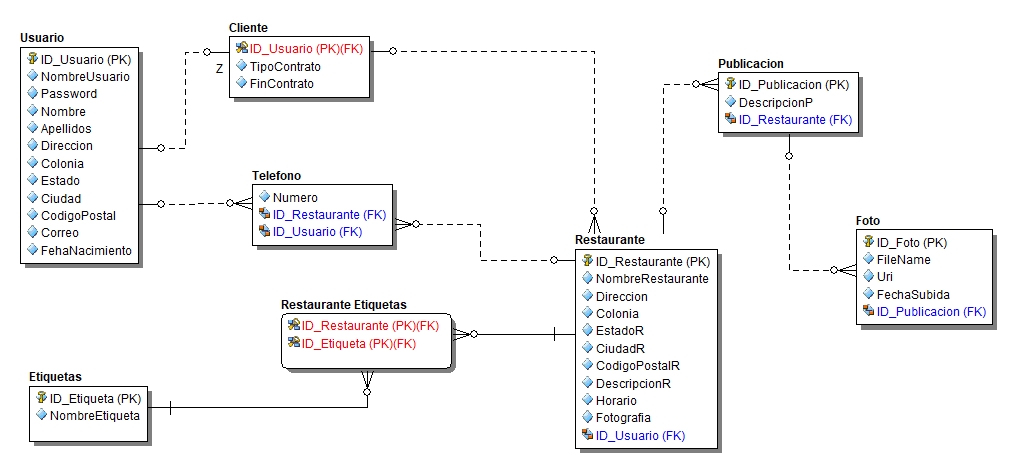 Usuario
ID_Usuario (PK)
NombreUsuario
Password
Nombre
Apellidos
Direccion
Colonia
Estado
Ciudad
CodigoPostal
Correo
FehaNacimiento
Cliente
ID_Usuario (PK)(FK)
TipoContrato
FinContrato
Z
Telefono
Numero
ID_Restaurante (FK)
ID_Usuario (FK)
Restaurante Etiquetas
ID_Restaurante (PK)(FK)
ID_Etiqueta (PK)(FK)
Etiquetas
ID_Etiqueta (PK)
NombreEtiqueta
Restaurante
ID_Restaurante (PK)
NombreRestaurante
Direccion
Colonia
EstadoR
CiudadR
CodigoPostalR
DescripcionR
Horario
Fotografia
ID_Usuario (FK)
Publicacion
ID_Publicacion (PK)
DescripcionP
ID_Restaurante (FK)
Foto
ID_Foto (PK)
FileName
Uri
FechaSubida
ID_Publicacion (FK)